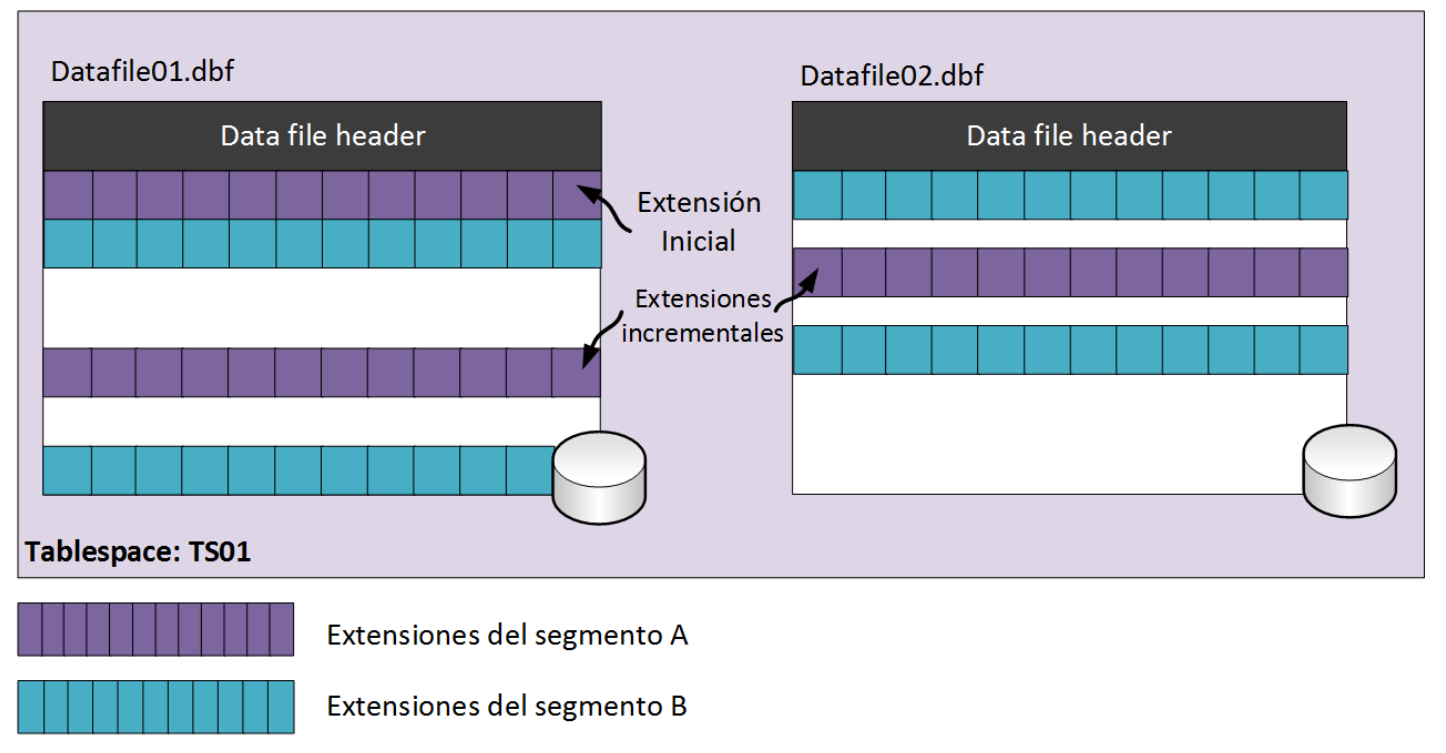 Datafile01.dbf
Datafile02.dbf
Data file header
Data file header
Extensión
Inicial
Extensiones
incrementales
Tablespace: TS01
Extensiones del segmento A
Extensiones del segmento B